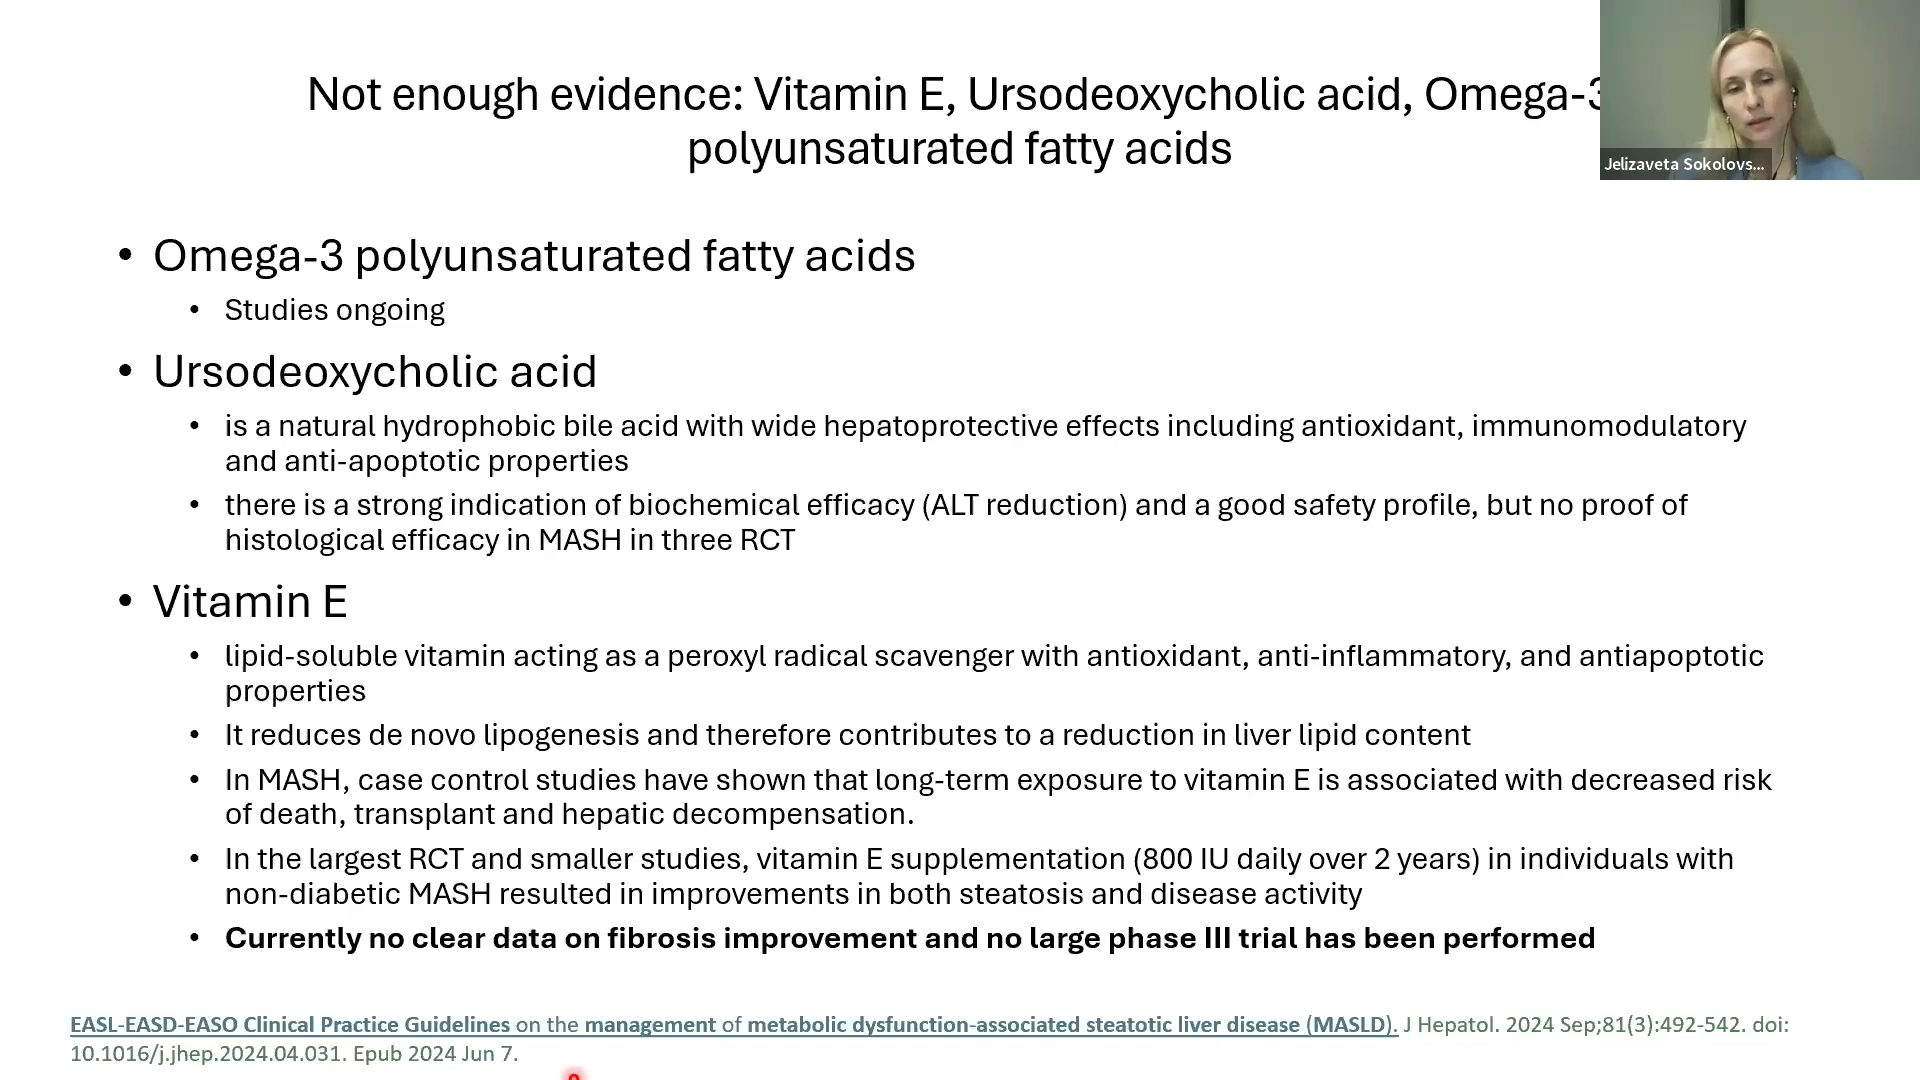 Not enough evidence: Vitamin E, Ursodeoxycholic acid, Omega-3
polyunsaturated fatty acids
Jelizaveta Sokolovs...
• Omega-3 polyunsaturated fatty acids
• Studies ongoing
• Ursodeoxycholic acid
• is a natural hydrophobic bile acid with wide hepatoprotective effects including antioxidant, immunomodulatory
and anti-apoptotic properties
• there is a strong indication of biochemical efficacy (ALT reduction) and a good safety profile, but no proof of
histological efficacy in MASH in three RCT
• Vitamin E
• lipid-soluble vitamin acting as a peroxyl radical scavenger with antioxidant, anti-inflammatory, and antiapoptotic
properties
• It reduces de novo lipogenesis and therefore contributes to a reduction in liver lipid content
• In MASH, case control studies have shown that long-term exposure to vitamin E is associated with decreased risk
of death, transplant and hepatic decompensation.
• In the largest RCT and smaller studies, vitamin E supplementation (800 IU daily over 2 years) in individuals with
non-diabetic MASH resulted in improvements in both steatosis and disease activity
• Currently no clear data on fibrosis improvement and no large phase III trial has been performed
EASL-EASD-EASO Clinical Practice Guidelines on the management of metabolic dysfunction-associated steatotic liver disease (MASLD). J Hepatol. 2024 Sep;81(3):492-542. doi:
10.1016/j.jhep.2024.04.031. Epub 2024 Jun 7.